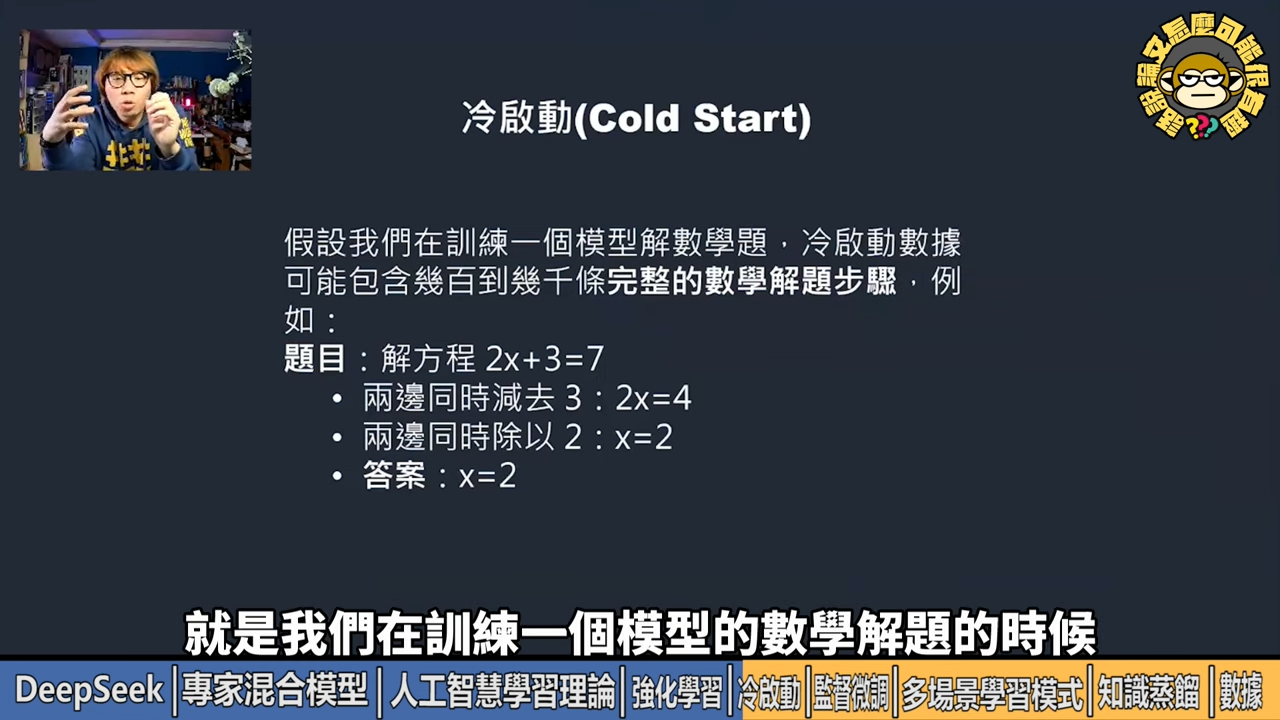 冷啟動(Cold Start)
假設我們在訓練一個模型解數學題，冷啟動數據
可能包含幾百到幾千條完整的數學解題步驟，例
如：
題目：解方程 2x+3=7
• 兩邊同時減去 3：2x=4
• 兩邊同時除以 2：x=2
• 答案：x=2
就是我們在訓練一個模型的數學解題的時候
DeepSeek|專家混合模型|人工智慧學習理論|強化學習|冷啟動|監督微調|多場景學習模式|知識蒸餾|數據